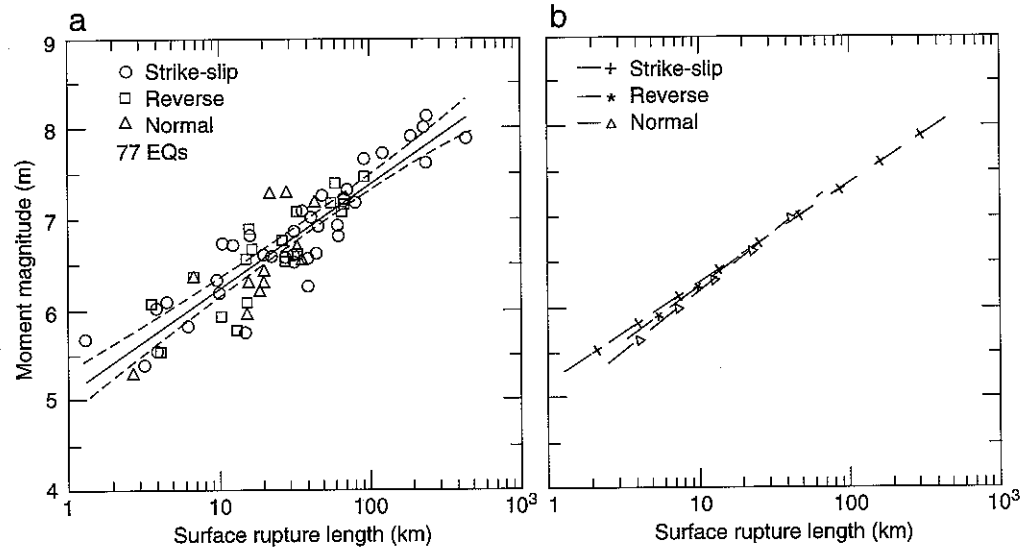 a
Moment magnitude (m)
9
8
7
6
5
4
Strike-slip
Reverse
Normal
77 EQs
1
10
100
10³
Surface rupture length (km)
b
Strike-slip
Reverse
Normal
1
10
100
10³
Surface rupture length (km)